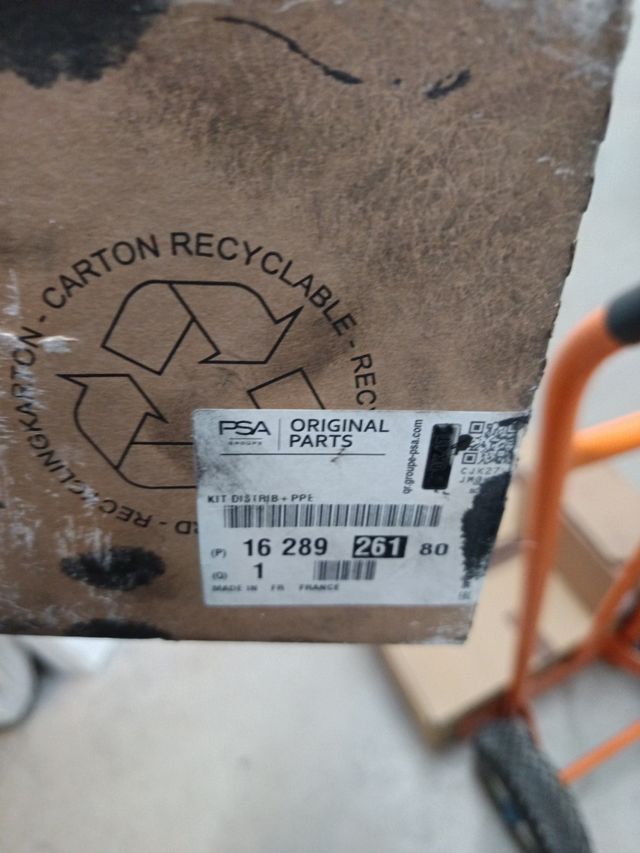 CARTON RECYCLABLE - REC
RECYCLINGKARTON -
PSA
GROUPE
ORIGINAL
PARTS
qr.groupe-psa.com
CJK27
KIT DISTRIB + PPE
(P) 16 289 261 80
(Q) 1
MADE IN FR FRANCE